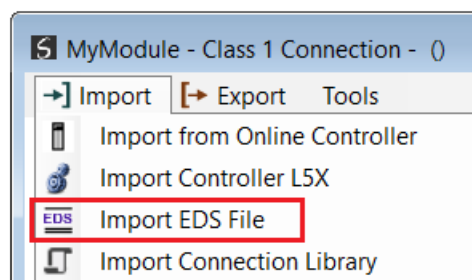 S MyModule - Class 1 Connection - ()
Import Export Tools
Import from Online Controller
Import Controller L5X
EDS Import EDS File
Import Connection Library